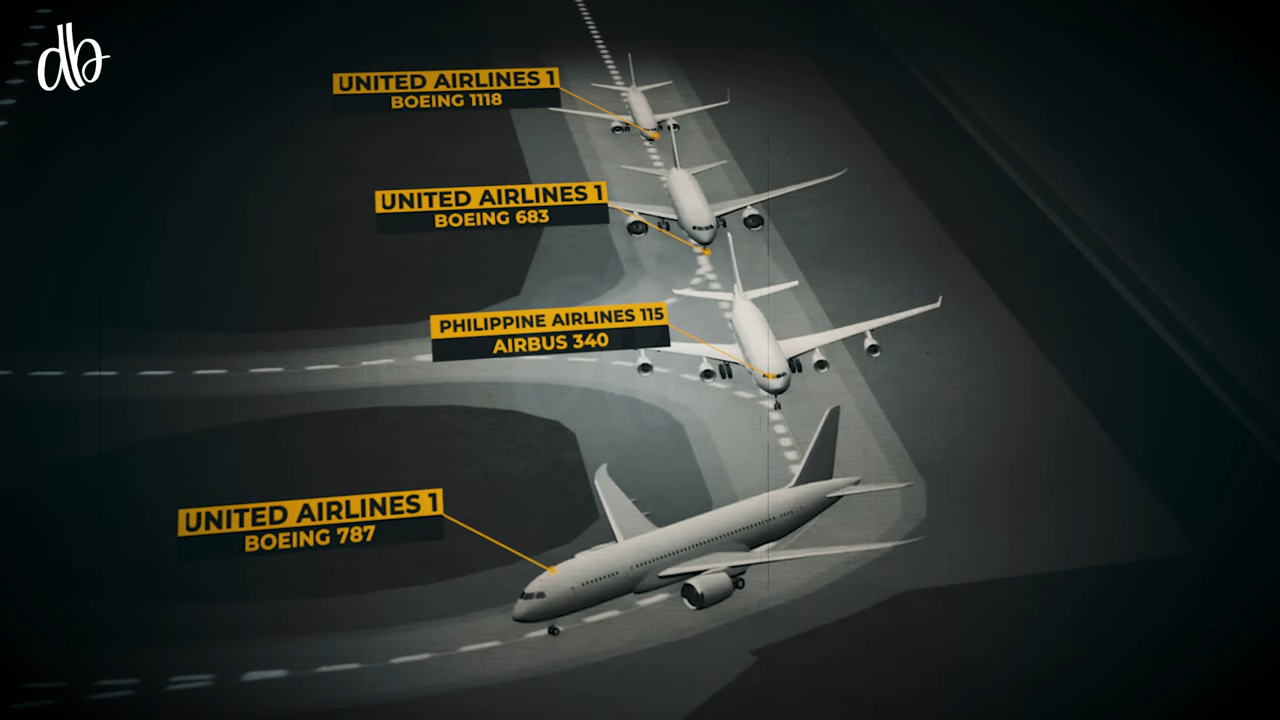 db
UNITED AIRLINES 1
BOEING 1118
UNITED AIRLINES 1
BOEING 683
PHILIPPINE AIRLINES 115
AIRBUS 340
UNITED AIRLINES 1
BOEING 787